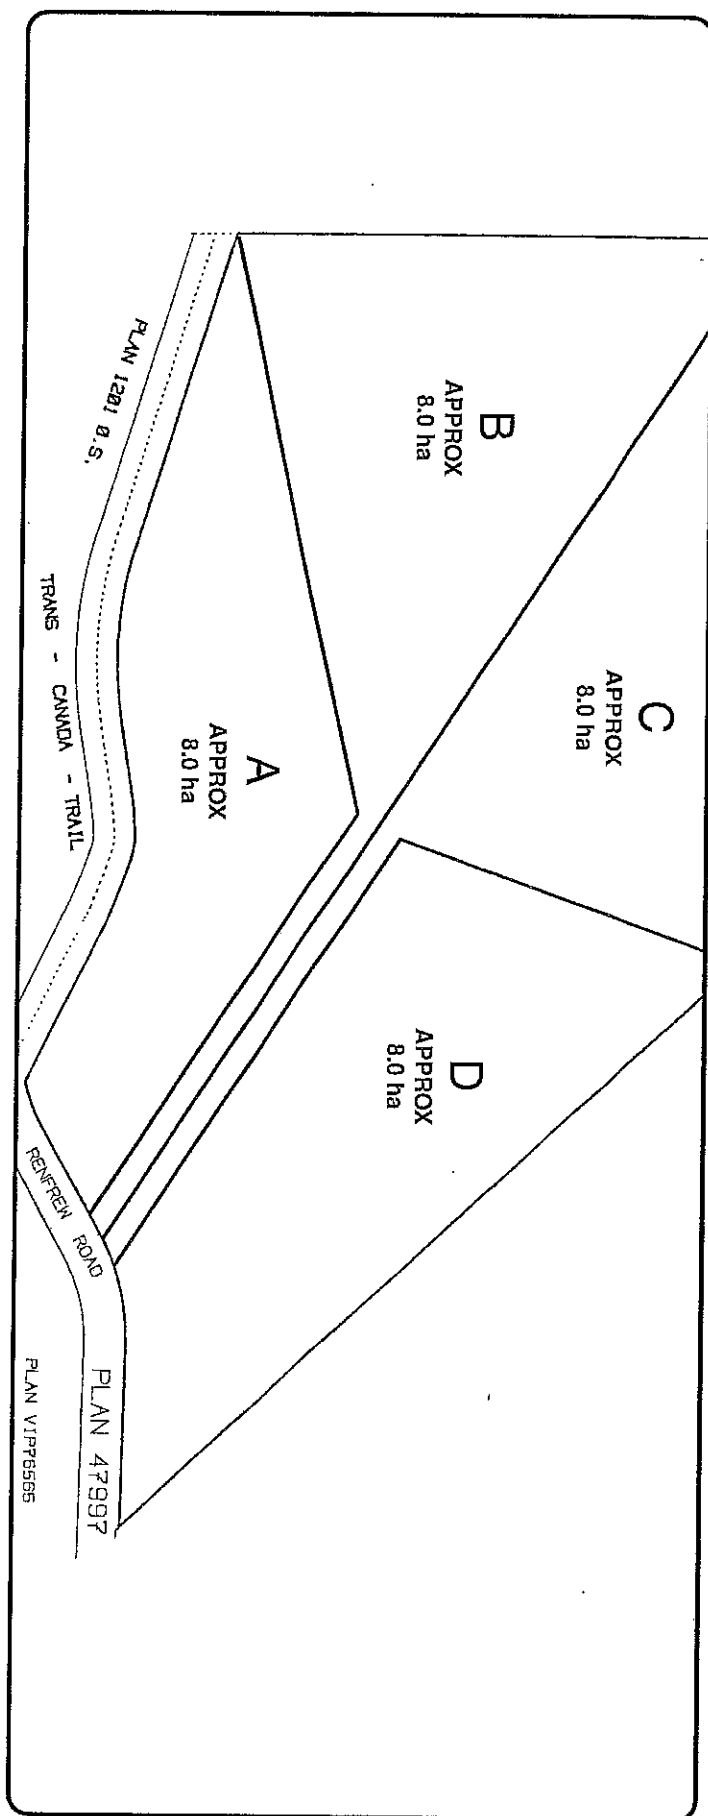 B
APPROX
8.0 ha
C
APPROX
8.0 ha
A
APPROX
8.0 ha
D
APPROX
8.0 ha
PLAN 1201 O.S.
TRANS - CANADA - TRAIL
RENFREW ROAD
PLAN 47997
PLAN VIP76565